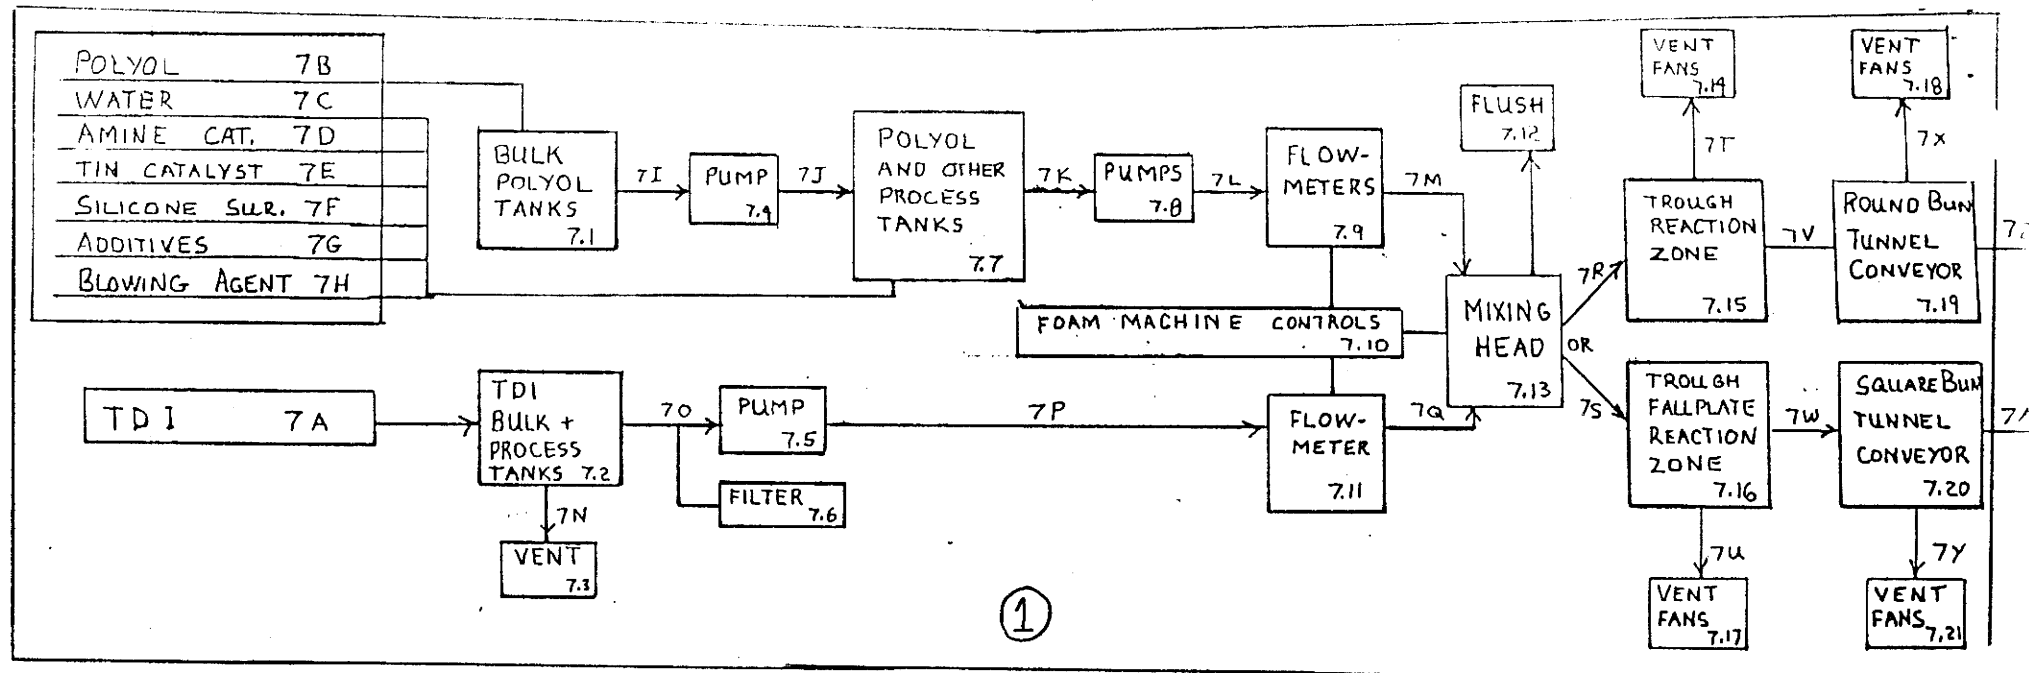 POLYOL 7B
WATER 7C
AMINE CAT. 7D
TIN CATALYST 7E
SILICONE SUR. 7F
ADDITIVES 7G
BLOWING AGENT 7H
BULK
POLYOL
TANKS
7.1
7I
PUMP
7.4
7J
POLYOL
AND OTHER
PROCESS
TANKS
7.7
7K
PUMPS
7.8
7L
FLOW-
METERS
7.9
7M
FLUSH
7.12
FOAM MACHINE CONTROLS
7.10
MIXING
HEAD
7.13
7R
OR
7S
VENT
FANS
7.14
7T
TROUGH
REACTION
ZONE
7.15
7V
VENT
FANS
7.18
7X
ROUND BUN
TUNNEL
CONVEYOR
7.19
TDI 7A
TDI
BULK +
PROCESS
TANKS 7.2
7N
VENT
7.3
7O
PUMP
7.5
FILTER
7.6
7P
FLOW-
METER
7.11
7Q
TROUGH
FALLPLATE
REACTION
ZONE
7.16
7W
SQUARE BUN
TUNNEL
CONVEYOR
7.20
7U
VENT
FANS
7.17
7Y
VENT
FANS
7.21
1